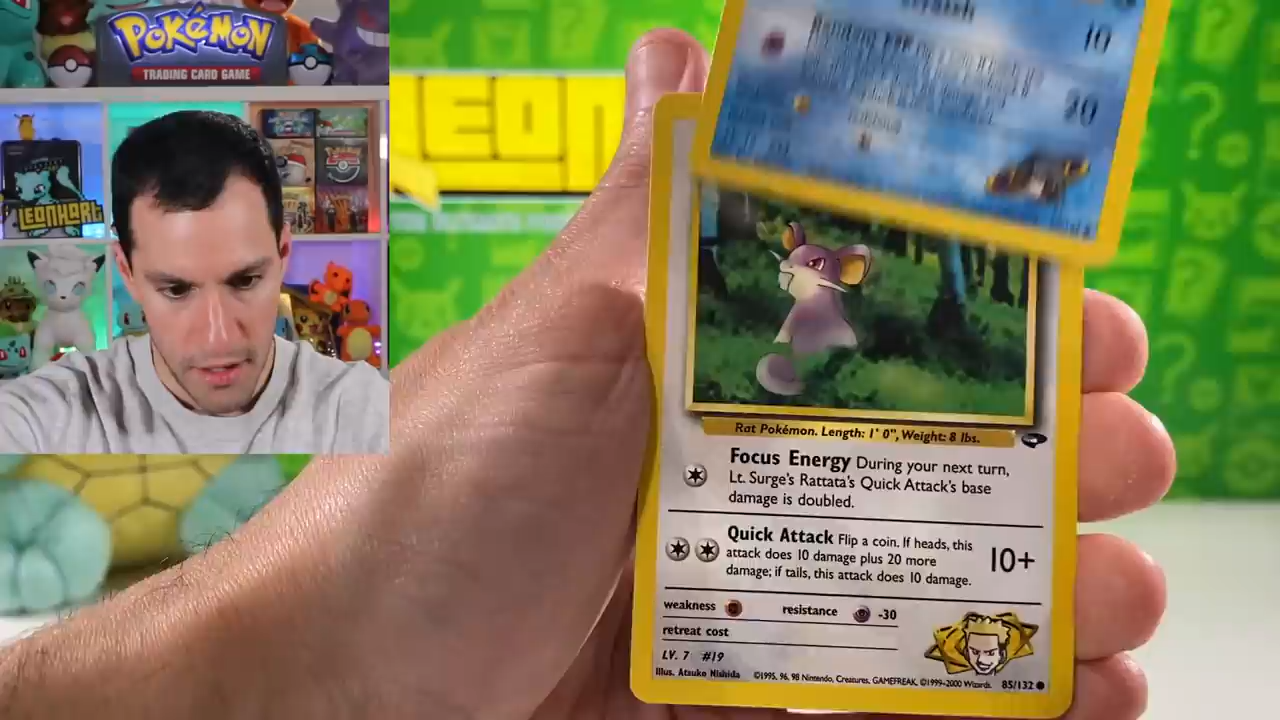 POKéMON
TRADING CARD GAME
LEONHART
LEON
10
20
Rat Pokémon. Length: 1' 0", Weight: 8 lbs.
Focus Energy During your next turn,
Lt. Surge's Rattata's Quick Attack's base
damage is doubled.
Quick Attack Flip a coin. If heads, this
attack does 10 damage plus 20 more
damage; if tails, this attack does 10 damage.
10+
weakness resistance -30
retreat cost
LV. 7 #19
Illus. Atsuko Nishida ©1995, 96, 98 Nintendo, Creatures, GAMEFREAK. ©1999-2000 Wizards. 85/132